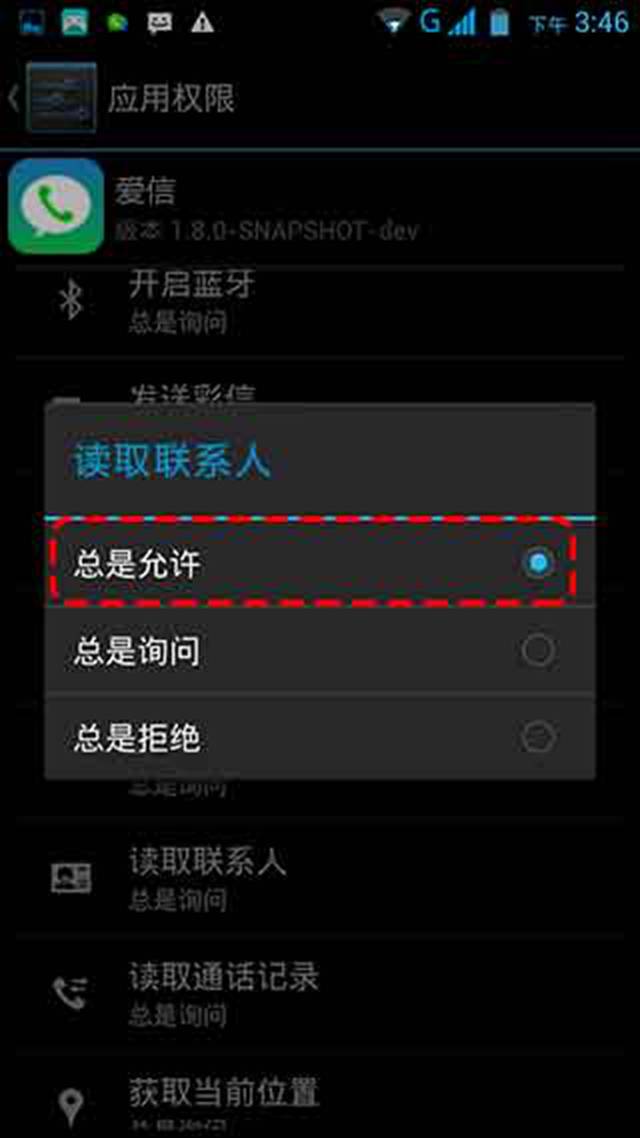 G 下午 3:46
应用权限
爱信
版本 1.8.0-SNAPSHOT-dev
开启蓝牙
总是询问
发送彩信
读取联系人
总是允许
总是询问
总是拒绝
总是询问
读取联系人
总是询问
读取通话记录
总是询问
获取当前位置